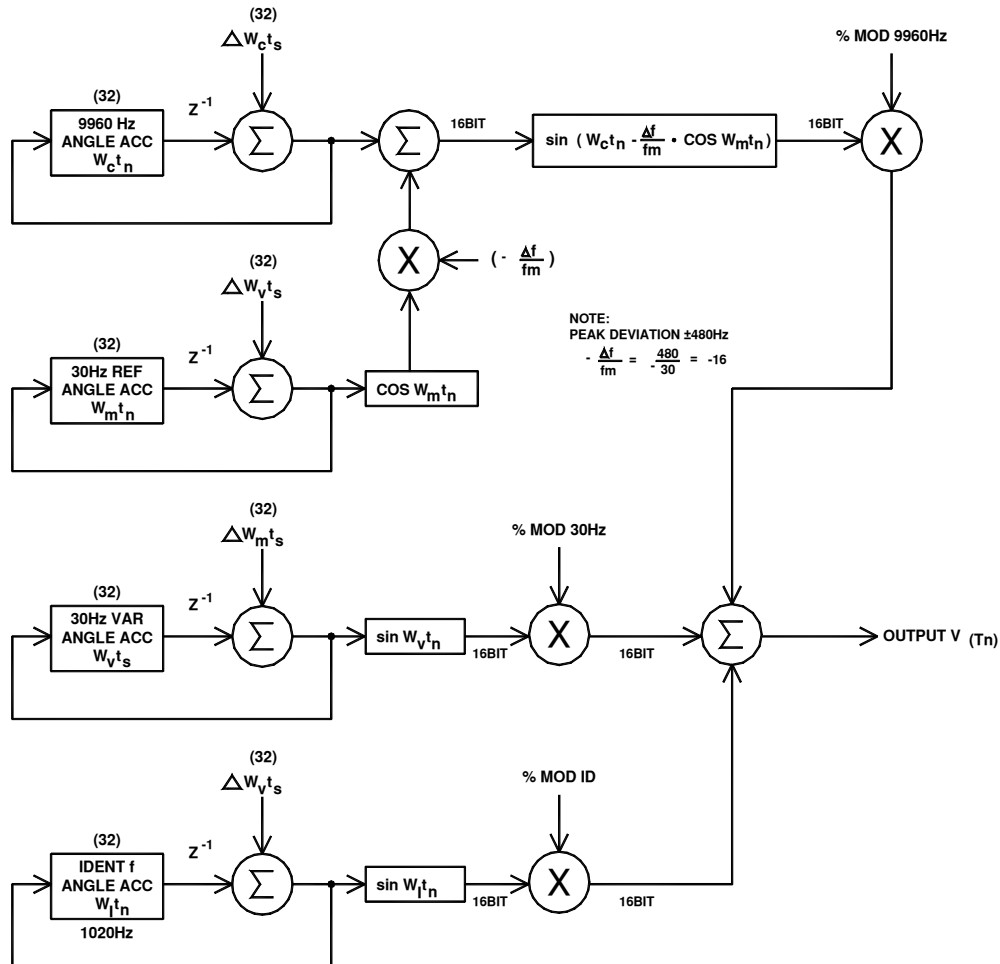 (32)
ΔWcts
% MOD 9960Hz
(32)
Z-1
9960 Hz
ANGLE ACC
Wctn
Σ
Σ
16BIT
sin ( Wctn - Δf/fm • COS Wmtn)
16BIT
X
X
( - Δf/fm )
(32)
ΔWvts
(32)
Z-1
30Hz REF
ANGLE ACC
Wmtn
Σ
COS Wmtn
NOTE:
PEAK DEVIATION ±480Hz
- Δf/fm = - 480/30 = -16
(32)
ΔWmts
% MOD 30Hz
(32)
Z-1
30Hz VAR
ANGLE ACC
Wvts
Σ
sin Wvtn
16BIT
X
16BIT
Σ
OUTPUT V (Tn)
(32)
ΔWvts
% MOD ID
(32)
Z-1
IDENT f
ANGLE ACC
WItn
1020Hz
Σ
sin WItn
16BIT
X
16BIT